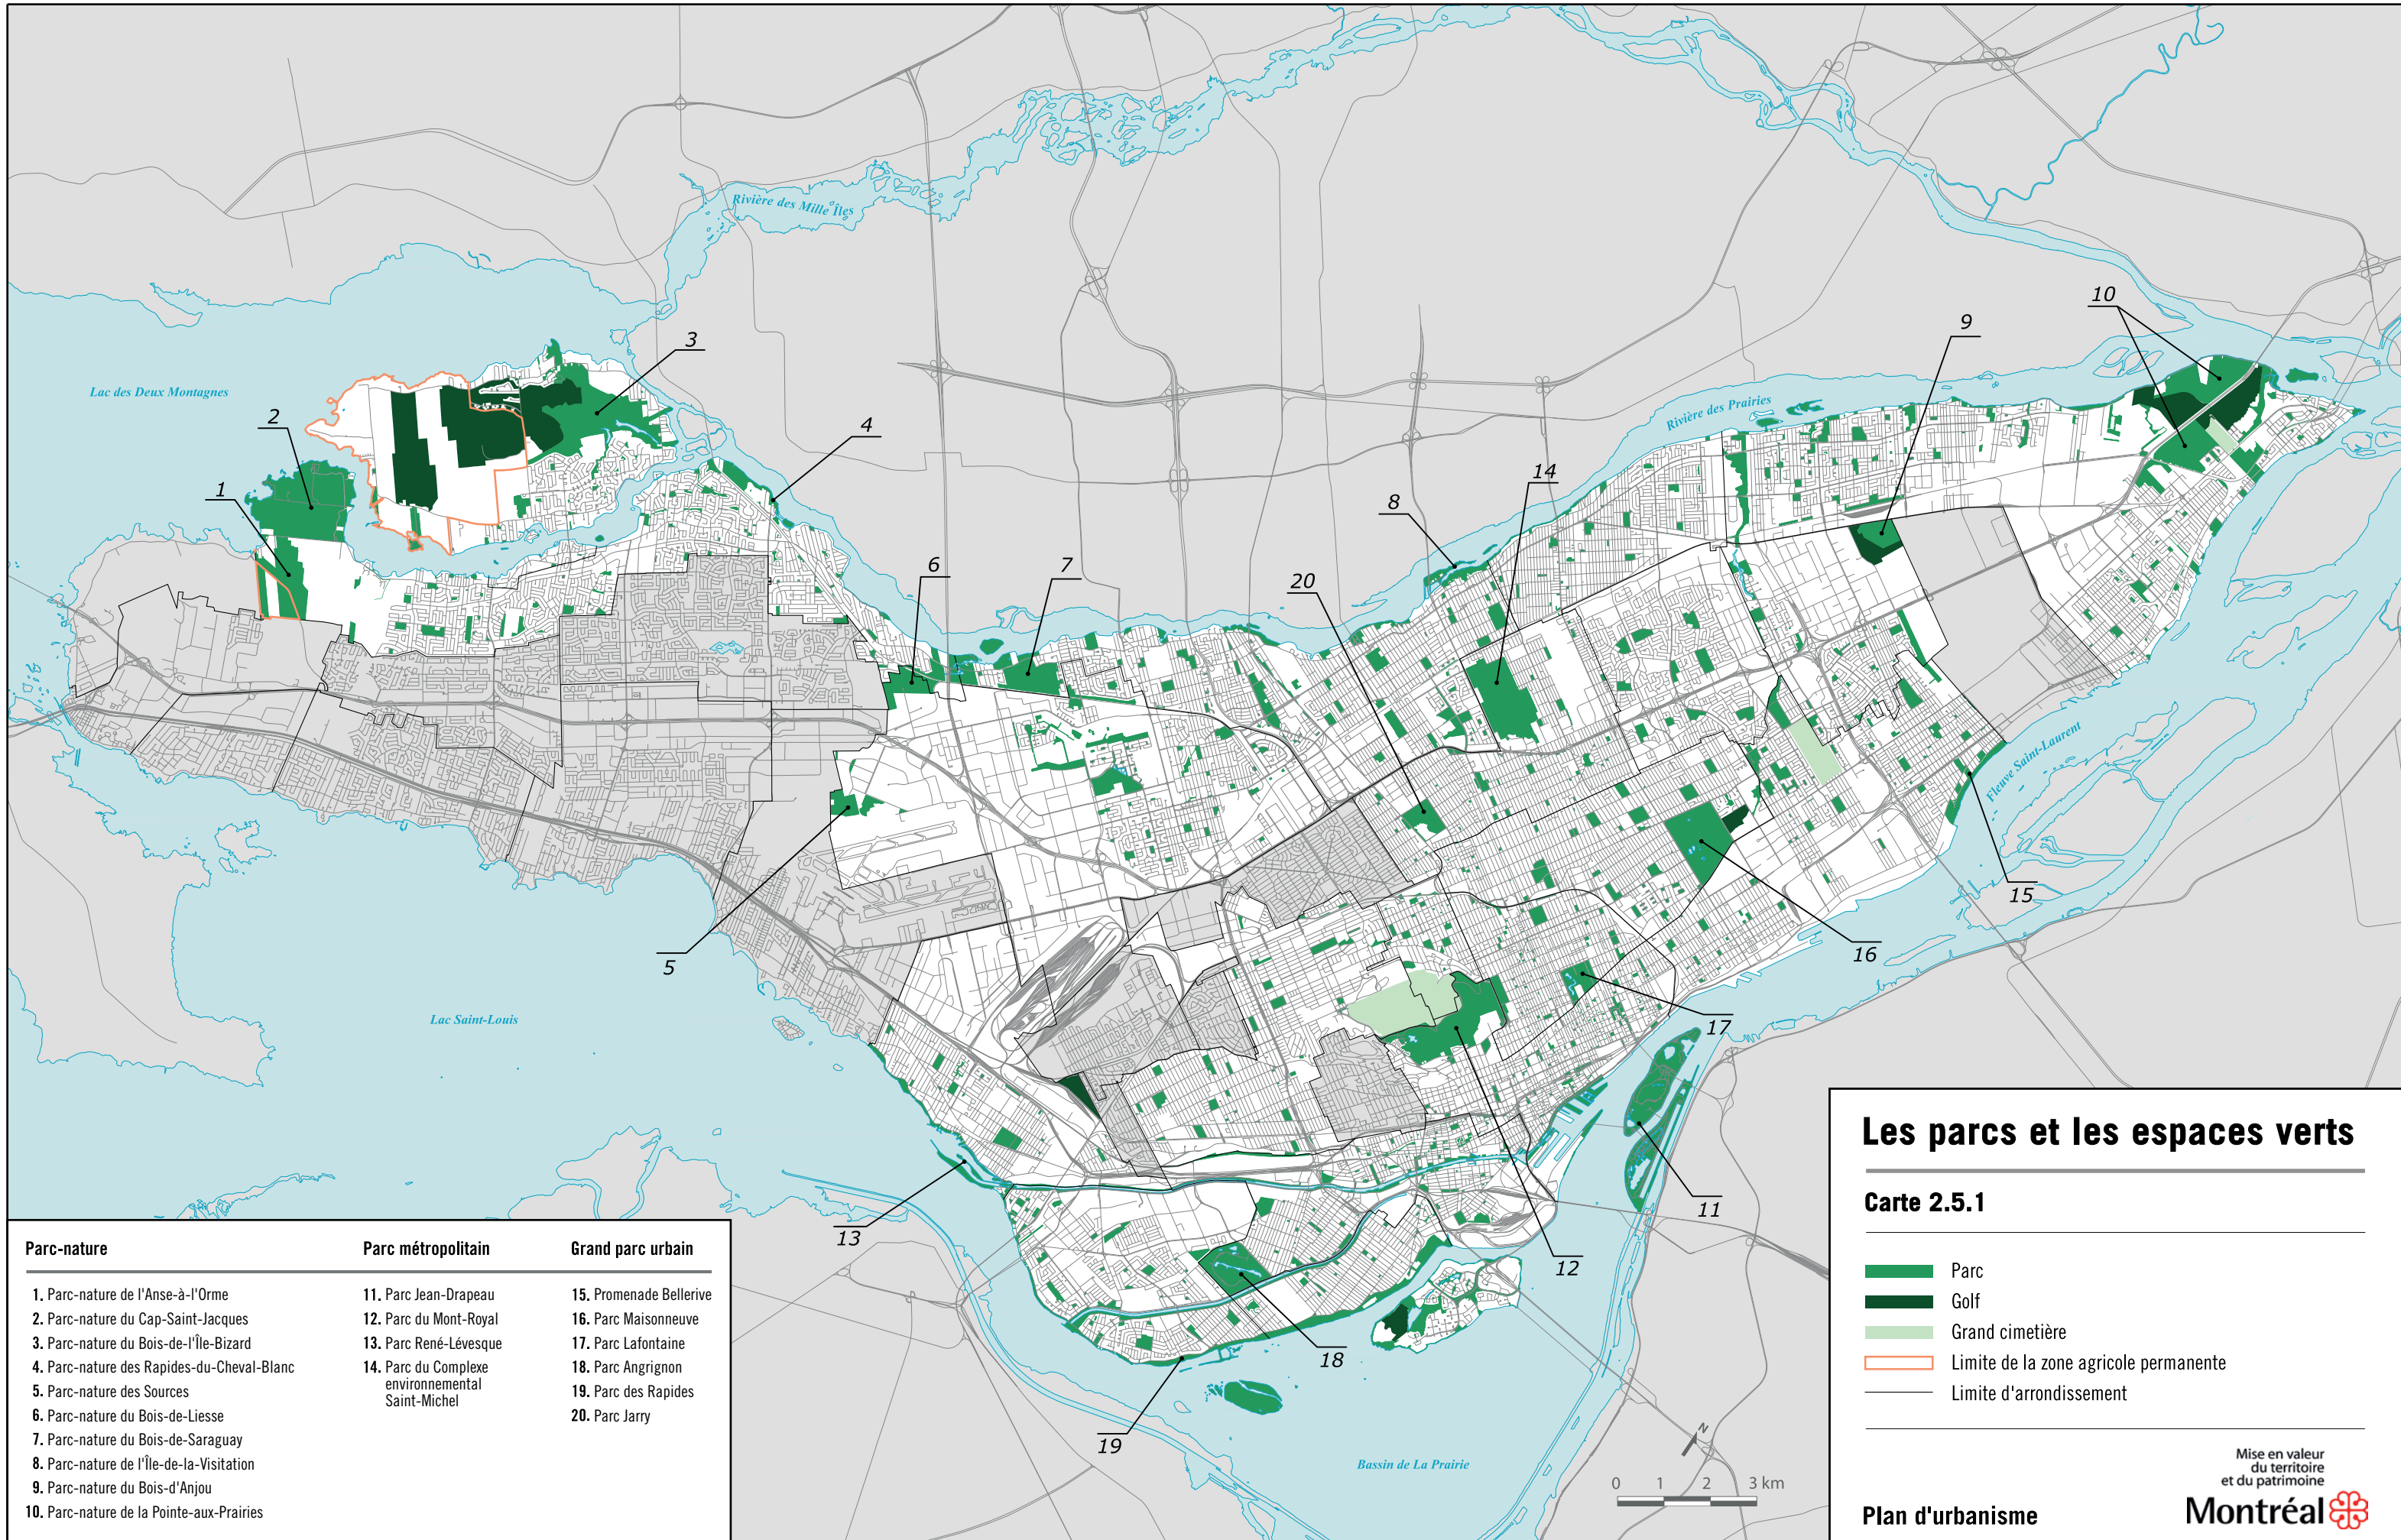 Rivière des Mille Îles
Lac des Deux Montagnes
Rivière des Prairies
Fleuve Saint-Laurent
Lac Saint-Louis
Bassin de La Prairie
1
2
3
4
5
6
7
8
9
10
11
12
13
14
15
16
17
18
19
20
Parc-nature
1. Parc-nature de l'Anse-à-l'Orme
2. Parc-nature du Cap-Saint-Jacques
3. Parc-nature du Bois-de-l'Île-Bizard
4. Parc-nature des Rapides-du-Cheval-Blanc
5. Parc-nature des Sources
6. Parc-nature du Bois-de-Liesse
7. Parc-nature du Bois-de-Saraguay
8. Parc-nature de l'Île-de-la-Visitation
9. Parc-nature du Bois-d'Anjou
10. Parc-nature de la Pointe-aux-Prairies
Parc métropolitain
11. Parc Jean-Drapeau
12. Parc du Mont-Royal
13. Parc René-Lévesque
14. Parc du Complexe
environnemental
Saint-Michel
Grand parc urbain
15. Promenade Bellerive
16. Parc Maisonneuve
17. Parc Lafontaine
18. Parc Angrignon
19. Parc des Rapides
20. Parc Jarry
N
0 1 2 3 km
Les parcs et les espaces verts
Carte 2.5.1
Parc
Golf
Grand cimetière
Limite de la zone agricole permanente
Limite d'arrondissement
Plan d'urbanisme
Mise en valeur
du territoire
et du patrimoine
Montréal